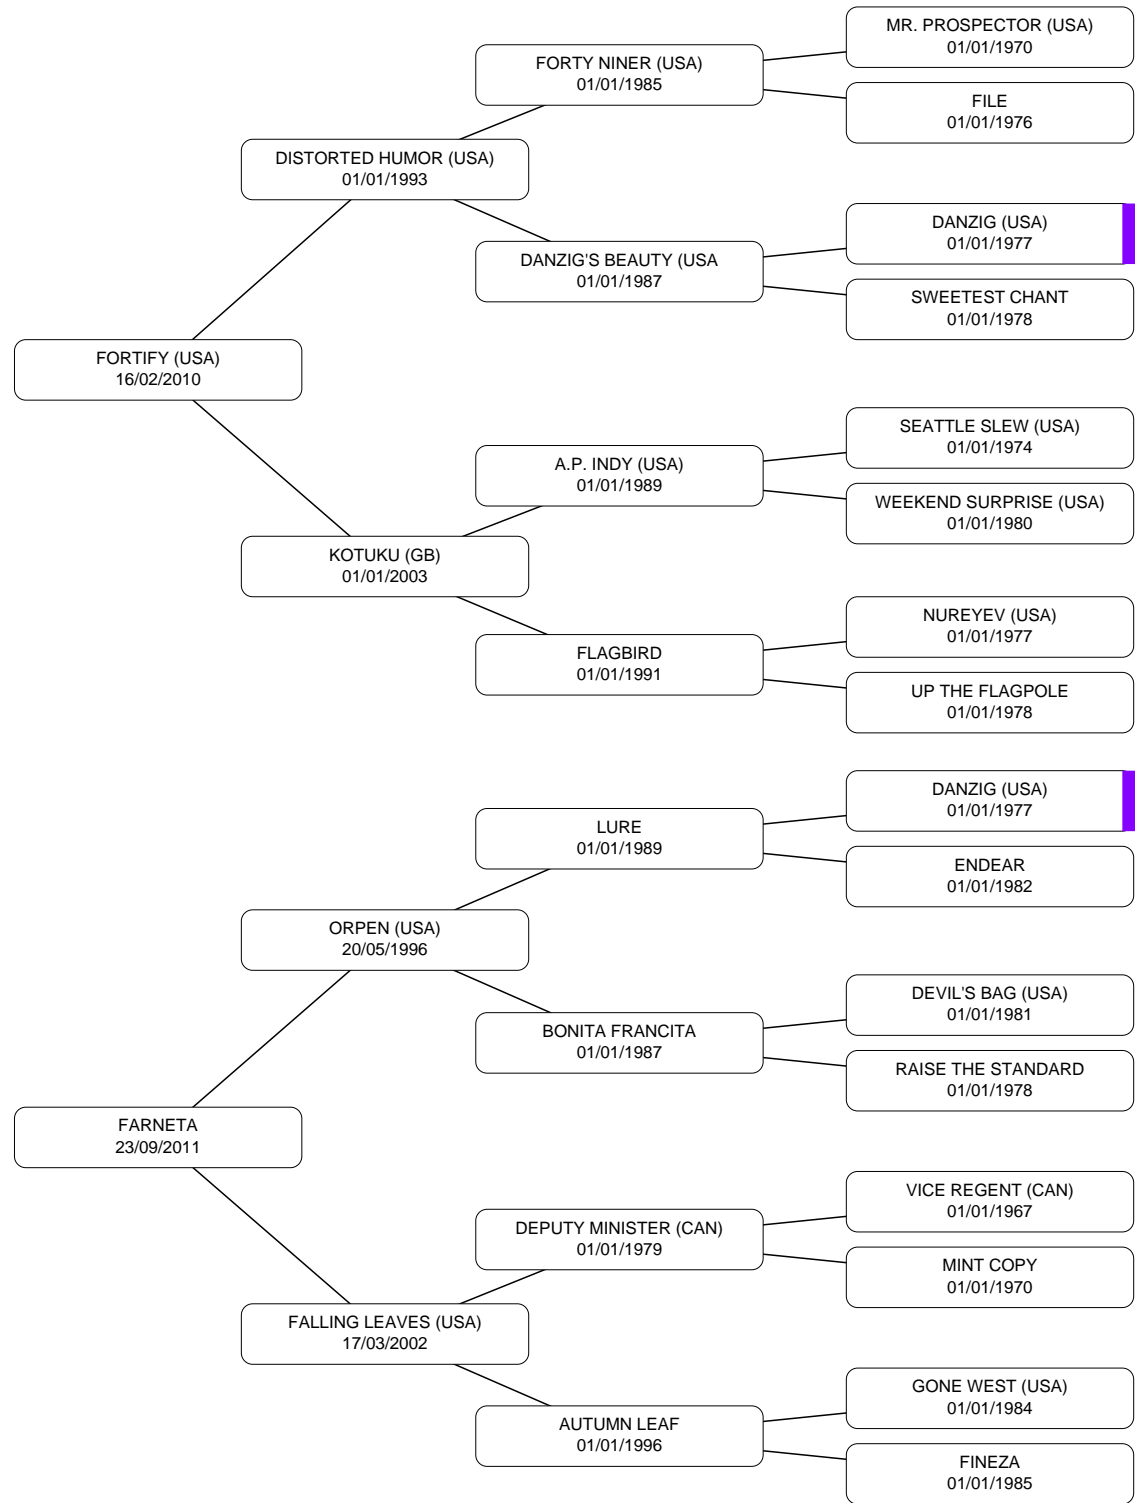 MR. PROSPECTOR (USA)
01/01/1970
FORTY NINER (USA)
01/01/1985
FILE
01/01/1976
DISTORTED HUMOR (USA)
01/01/1993
DANZIG (USA)
01/01/1977
DANZIG'S BEAUTY (USA
01/01/1987
SWEETEST CHANT
01/01/1978
FORTIFY (USA)
16/02/2010
SEATTLE SLEW (USA)
01/01/1974
A.P. INDY (USA)
01/01/1989
WEEKEND SURPRISE (USA)
01/01/1980
KOTUKU (GB)
01/01/2003
NUREYEV (USA)
01/01/1977
FLAGBIRD
01/01/1991
UP THE FLAGPOLE
01/01/1978
DANZIG (USA)
01/01/1977
LURE
01/01/1989
ENDEAR
01/01/1982
ORPEN (USA)
20/05/1996
DEVIL'S BAG (USA)
01/01/1981
BONITA FRANCITA
01/01/1987
RAISE THE STANDARD
01/01/1978
FARNETA
23/09/2011
VICE REGENT (CAN)
01/01/1967
DEPUTY MINISTER (CAN)
01/01/1979
MINT COPY
01/01/1970
FALLING LEAVES (USA)
17/03/2002
GONE WEST (USA)
01/01/1984
AUTUMN LEAF
01/01/1996
FINEZA
01/01/1985